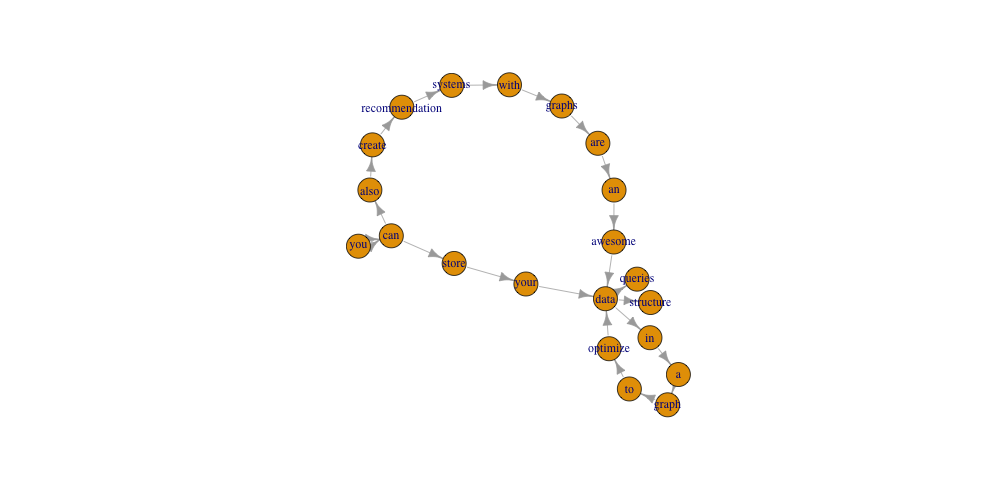 systems
with
recommendation
graphs
create
are
also
an
can
you
awesome
store
queries
your
data
structure
in
optimize
a
to
graph